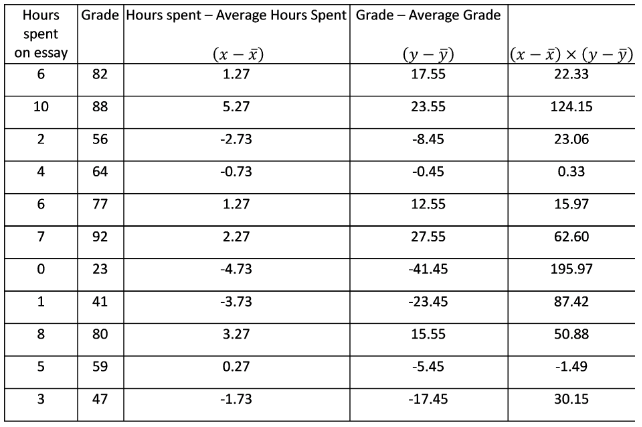 Hours spent on essay | Grade | Hours spent – Average Hours Spent (x − x̄) | Grade – Average Grade (y − ȳ) | (x − x̄) × (y − ȳ)
6 | 82 | 1.27 | 17.55 | 22.33
10 | 88 | 5.27 | 23.55 | 124.15
2 | 56 | -2.73 | -8.45 | 23.06
4 | 64 | -0.73 | -0.45 | 0.33
6 | 77 | 1.27 | 12.55 | 15.97
7 | 92 | 2.27 | 27.55 | 62.60
0 | 23 | -4.73 | -41.45 | 195.97
1 | 41 | -3.73 | -23.45 | 87.42
8 | 80 | 3.27 | 15.55 | 50.88
5 | 59 | 0.27 | -5.45 | -1.49
3 | 47 | -1.73 | -17.45 | 30.15